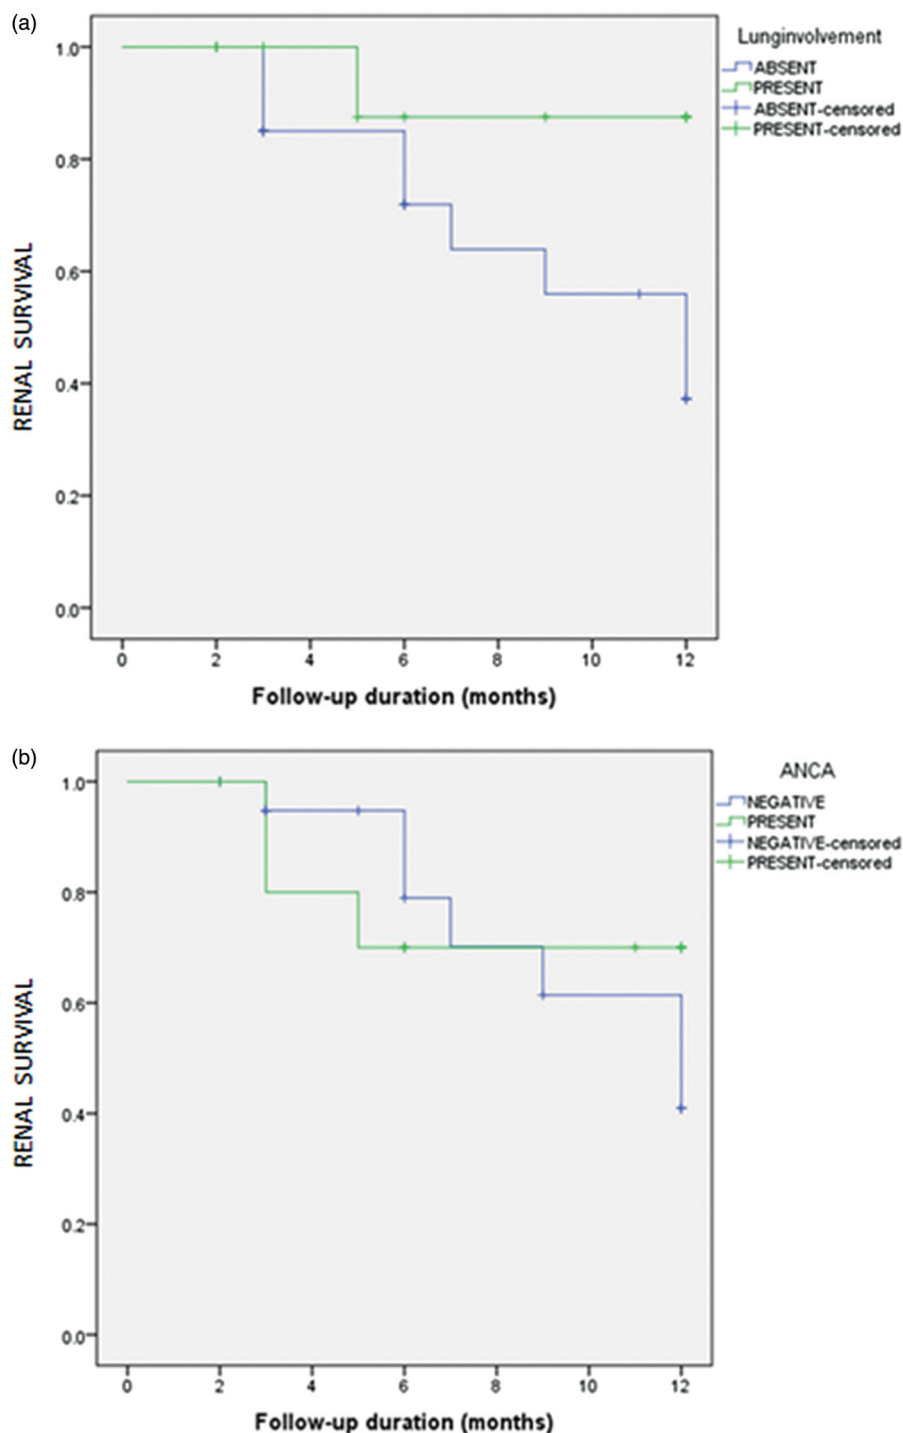 (a)
Lunginvolvement
ABSENT
PRESENT
ABSENT-censored
PRESENT-censored
1.0
0.8
0.6
0.4
0.2
0.0
RENAL SURVIVAL
0 2 4 6 8 10 12
Follow-up duration (months)
(b)
ANCA
NEGATIVE
PRESENT
NEGATIVE-censored
PRESENT-censored
1.0
0.8
0.6
0.4
0.2
0.0
RENAL SURVIVAL
0 2 4 6 8 10 12
Follow-up duration (months)